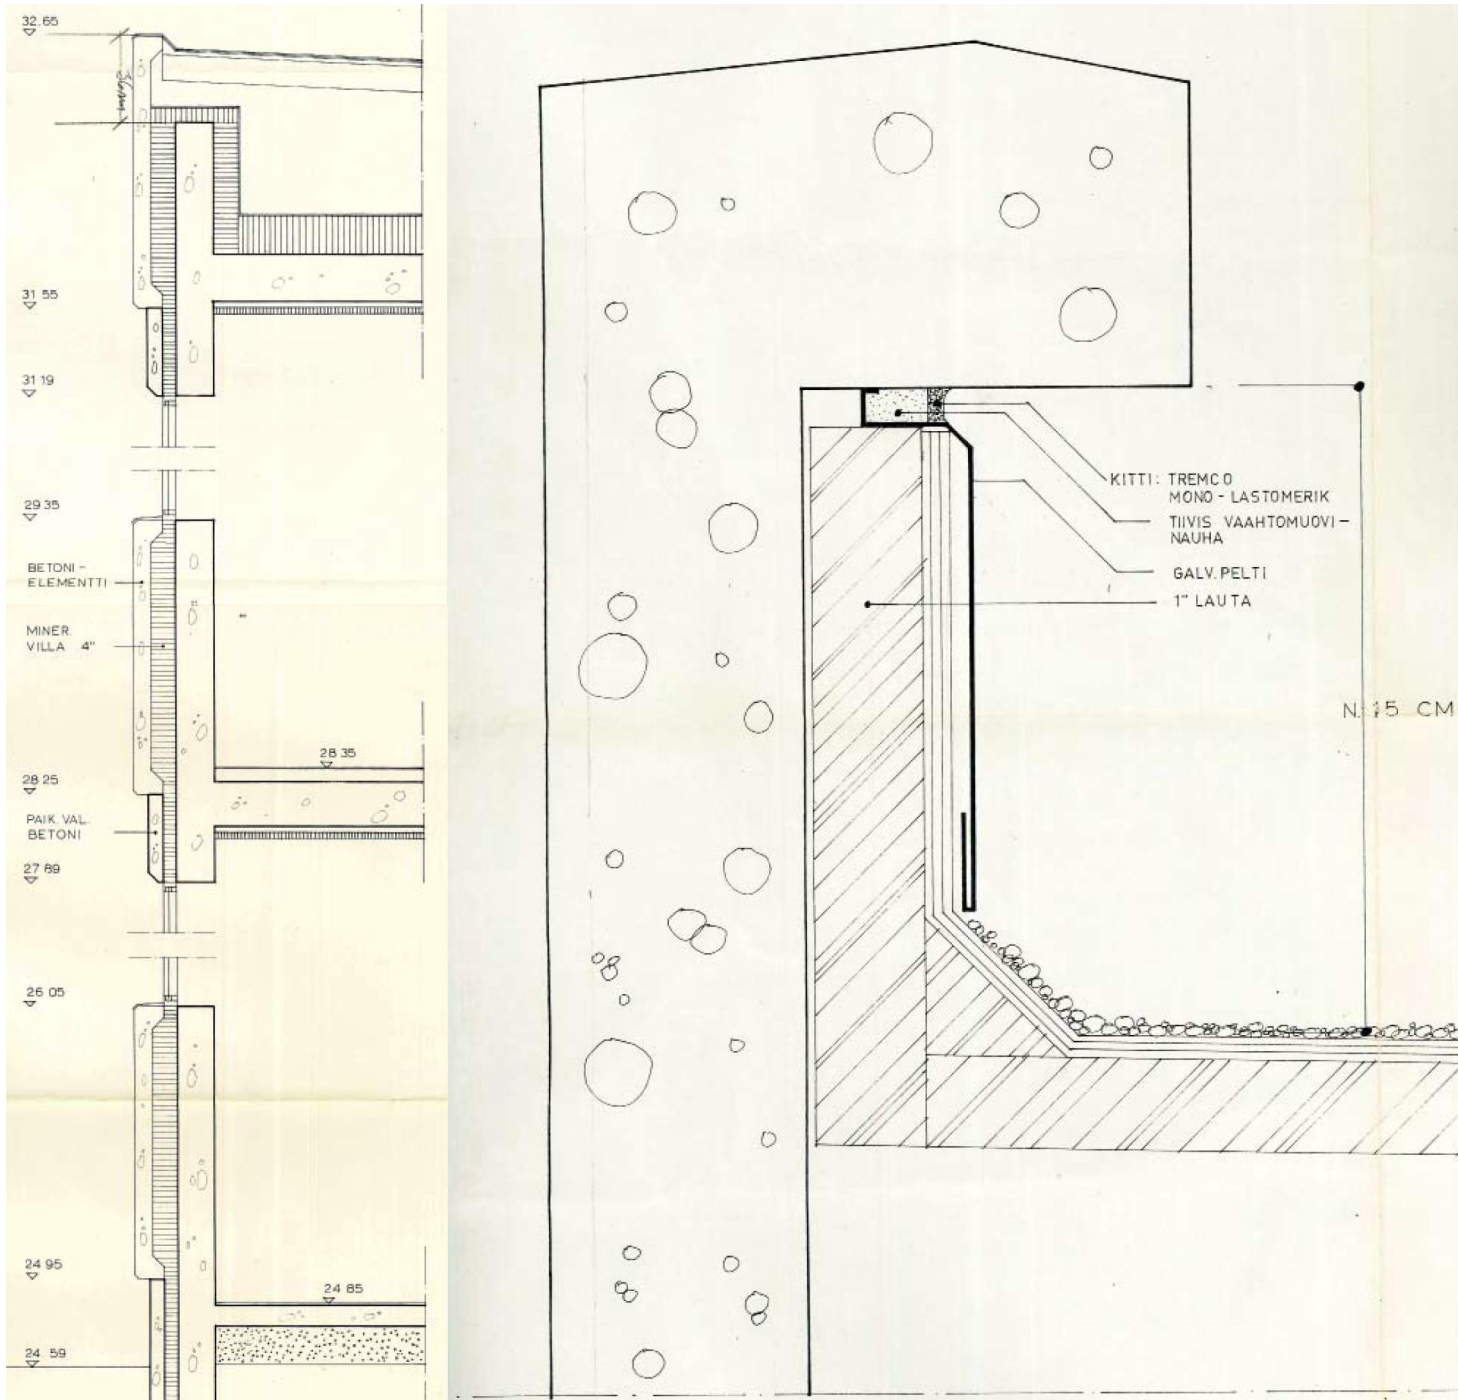 32.65
31 55
31 19
29 35
BETONI-
ELEMENTTI
MINER.
VILLA 4"
28 35
28 25
PAIK. VAL.
BETONI
27 89
26 05
24 95
24 85
24. 59
KITTI: TREMCO
MONO-LASTOMERIK
TIIVIS VAAHTOMUOVI-
NAUHA
GALV. PELTI
1" LAUTA
N. 15 CM